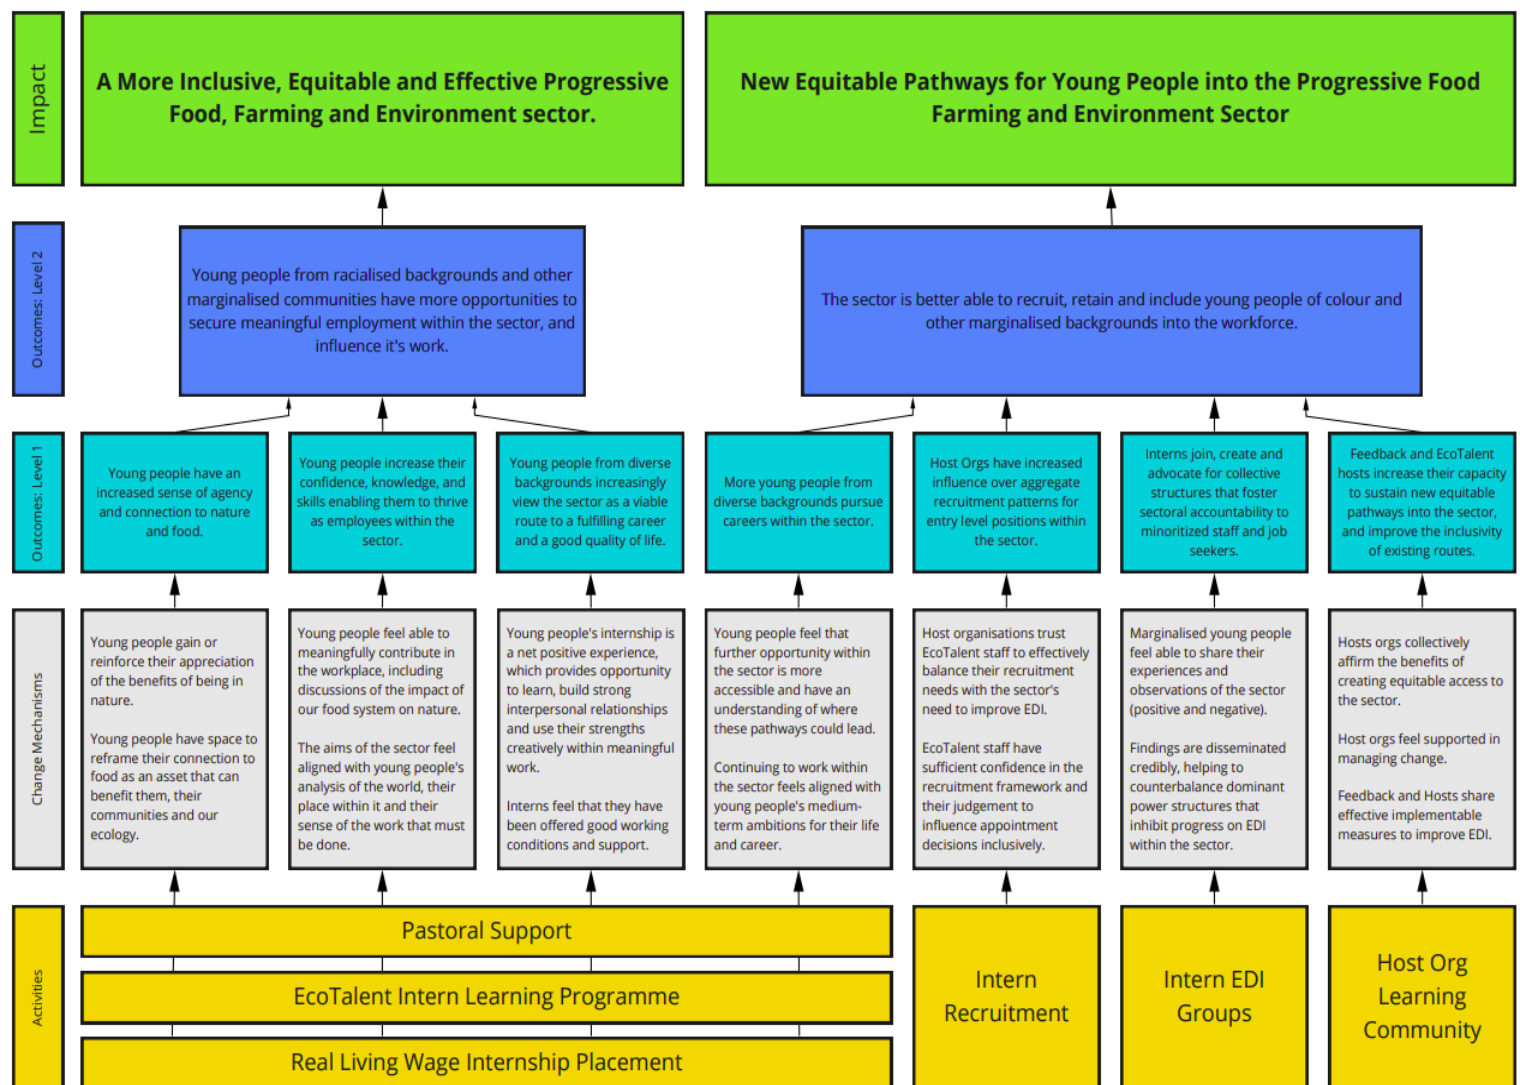 Impact
A More Inclusive, Equitable and Effective Progressive
Food, Farming and Environment sector.
New Equitable Pathways for Young People into the Progressive Food
Farming and Environment Sector
Outcomes: Level 2
Young people from racialised backgrounds and other
marginalised communities have more opportunities to
secure meaningful employment within the sector, and
influence it's work.
The sector is better able to recruit, retain and include young people of colour and
other marginalised backgrounds into the workforce.
Outcomes: Level 1
Young people have an
increased sense of agency
and connection to nature
and food.
Young people increase their
confidence, knowledge, and
skills enabling them to thrive
as employees within the
sector.
Young people from diverse
backgrounds increasingly
view the sector as a viable
route to a fulfilling career
and a good quality of life.
More young people from
diverse backgrounds pursue
careers within the sector.
Host Orgs have increased
influence over aggregate
recruitment patterns for
entry level positions within
the sector.
Interns join, create and
advocate for collective
structures that foster
sectoral accountability to
minoritized staff and job
seekers.
Feedback and EcoTalent
hosts increase their capacity
to sustain new equitable
pathways into the sector,
and improve the inclusivity
of existing routes.
Change Mechanisms
Young people gain or
reinforce their appreciation
of the benefits of being in
nature.
Young people have space to
reframe their connection to
food as an asset that can
benefit them, their
communities and our
ecology.
Young people feel able to
meaningfully contribute in
the workplace, including
discussions of the impact of
our food system on nature.
The aims of the sector feel
aligned with young people's
analysis of the world, their
place within it and their
sense of the work that must
be done.
Young people's internship is
a net positive experience,
which provides opportunity
to learn, build strong
interpersonal relationships
and use their strengths
creatively within meaningful
work.
Interns feel that they have
been offered good working
conditions and support.
Young people feel that
further opportunity within
the sector is more
accessible and have an
understanding of where
these pathways could lead.
Continuing to work within
the sector feels aligned with
young people's medium-
term ambitions for their life
and career.
Host organisations trust
EcoTalent staff to effectively
balance their recruitment
needs with the sector's
need to improve EDI.
EcoTalent staff have
sufficient confidence in the
recruitment framework and
their judgement to
influence appointment
decisions inclusively.
Marginalised young people
feel able to share their
experiences and
observations of the sector
(positive and negative).
Findings are disseminated
credibly, helping to
counterbalance dominant
power structures that
inhibit progress on EDI
within the sector.
Hosts orgs collectively
affirm the benefits of
creating equitable access to
the sector.
Host orgs feel supported in
managing change.
Feedback and Hosts share
effective implementable
measures to improve EDI.
Activities
Pastoral Support
EcoTalent Intern Learning Programme
Real Living Wage Internship Placement
Intern
Recruitment
Intern EDI
Groups
Host Org
Learning
Community